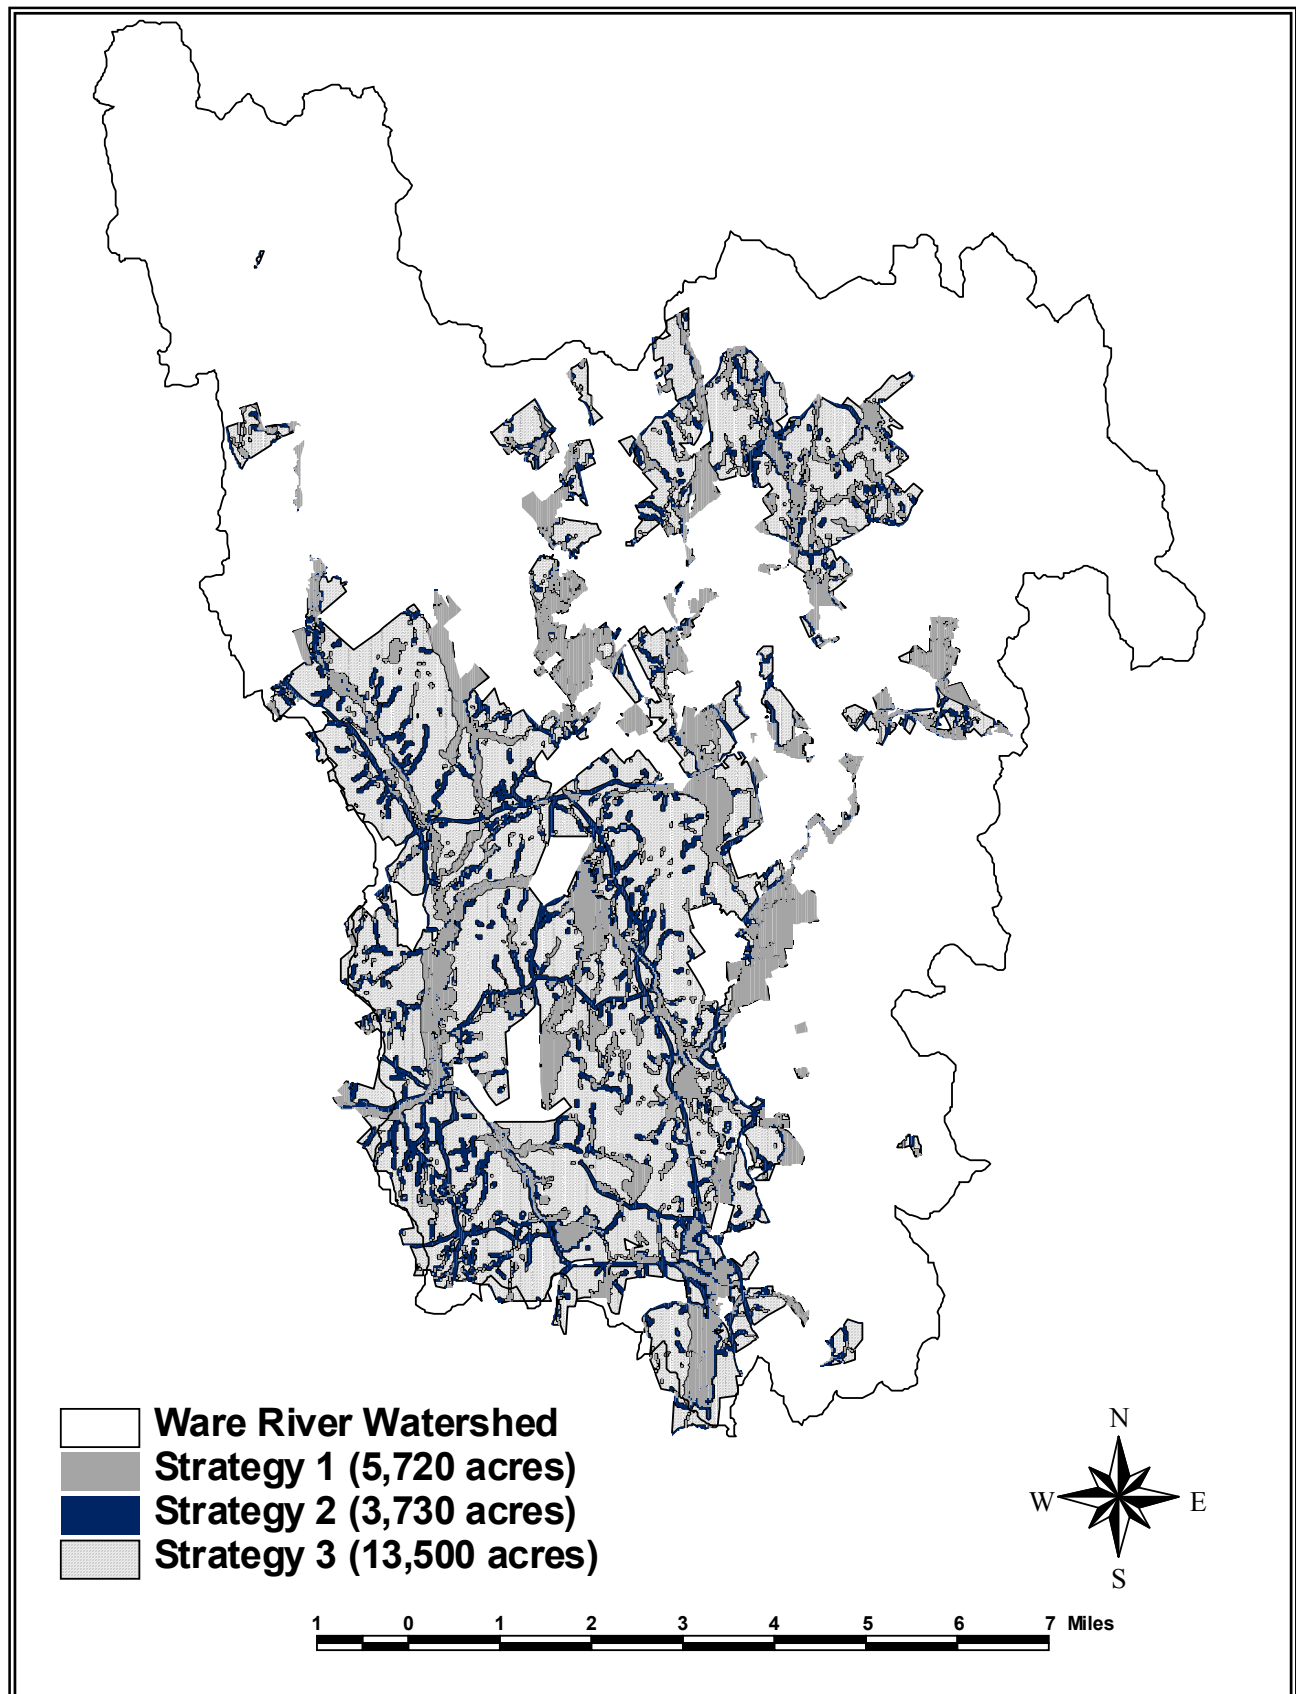 Ware River Watershed
Strategy 1 (5,720 acres)
Strategy 2 (3,730 acres)
Strategy 3 (13,500 acres)
N
W E
S
1 0 1 2 3 4 5 6 7 Miles